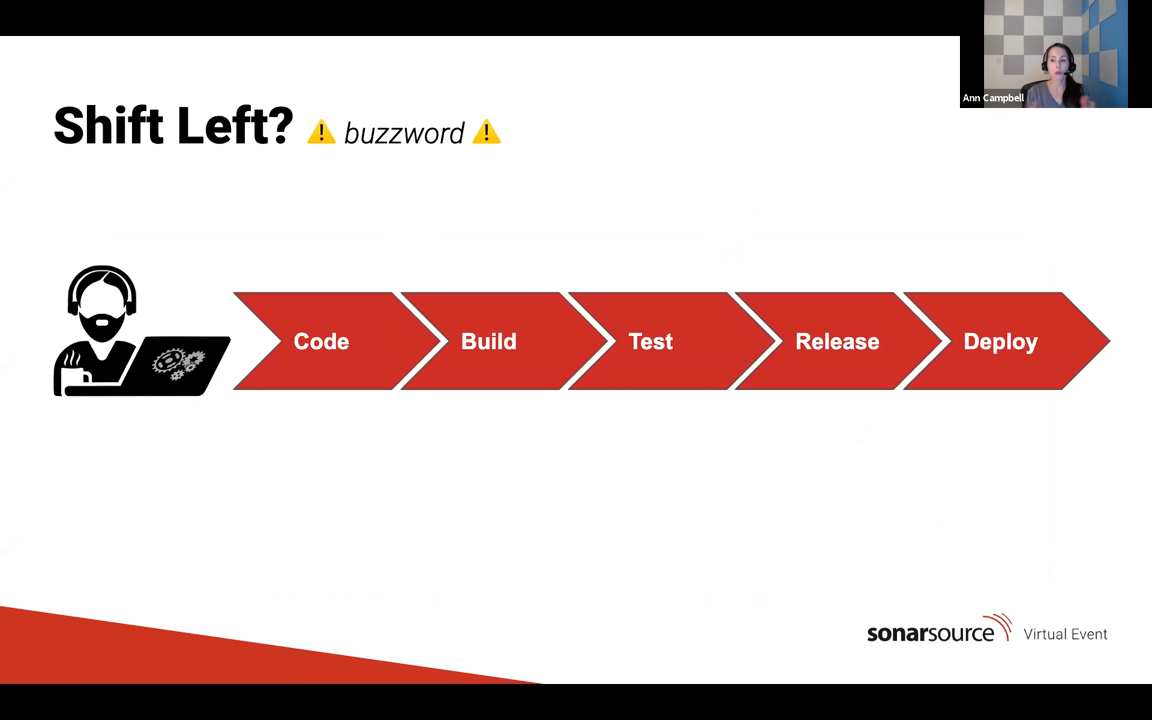 Ann Campbell
Shift Left? ⚠ buzzword ⚠
Code Build Test Release Deploy
sonarsource Virtual Event